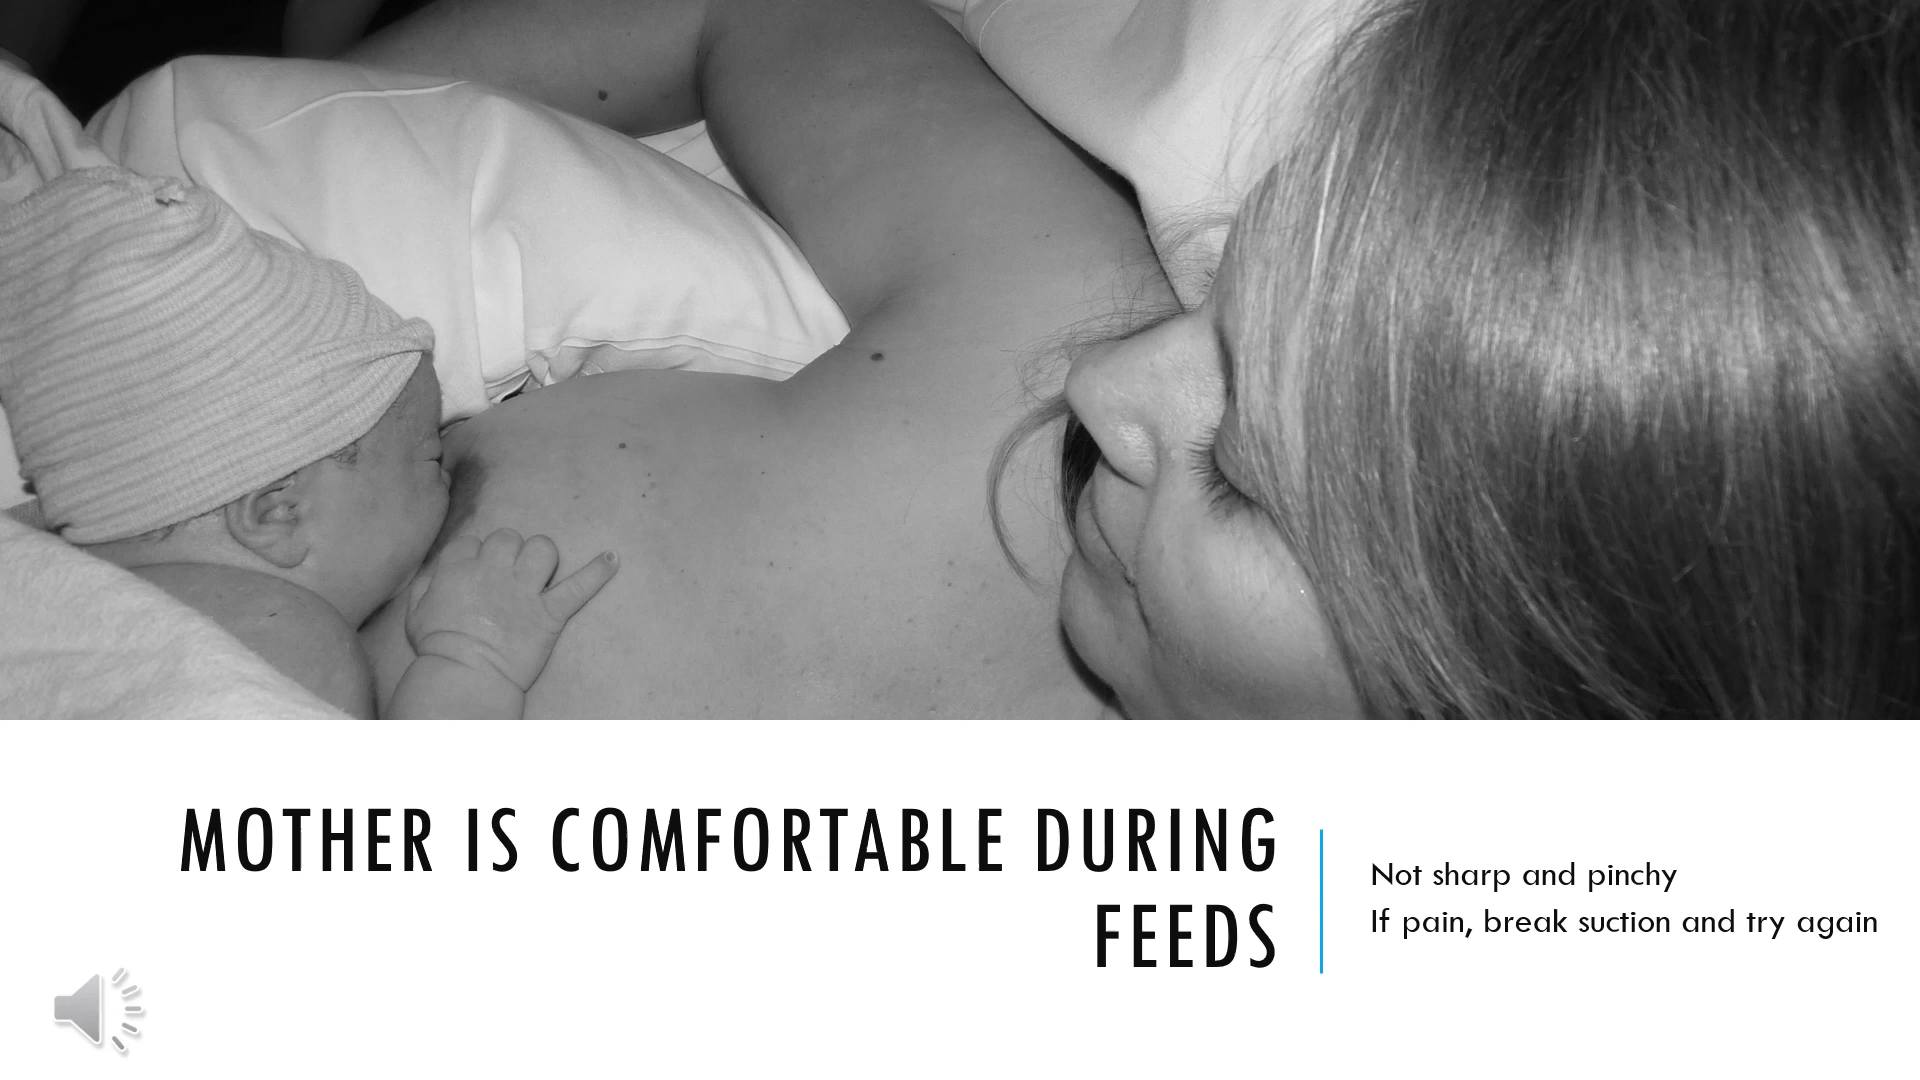 MOTHER IS COMFORTABLE DURING
FEEDS
Not sharp and pinchy
If pain, break suction and try again